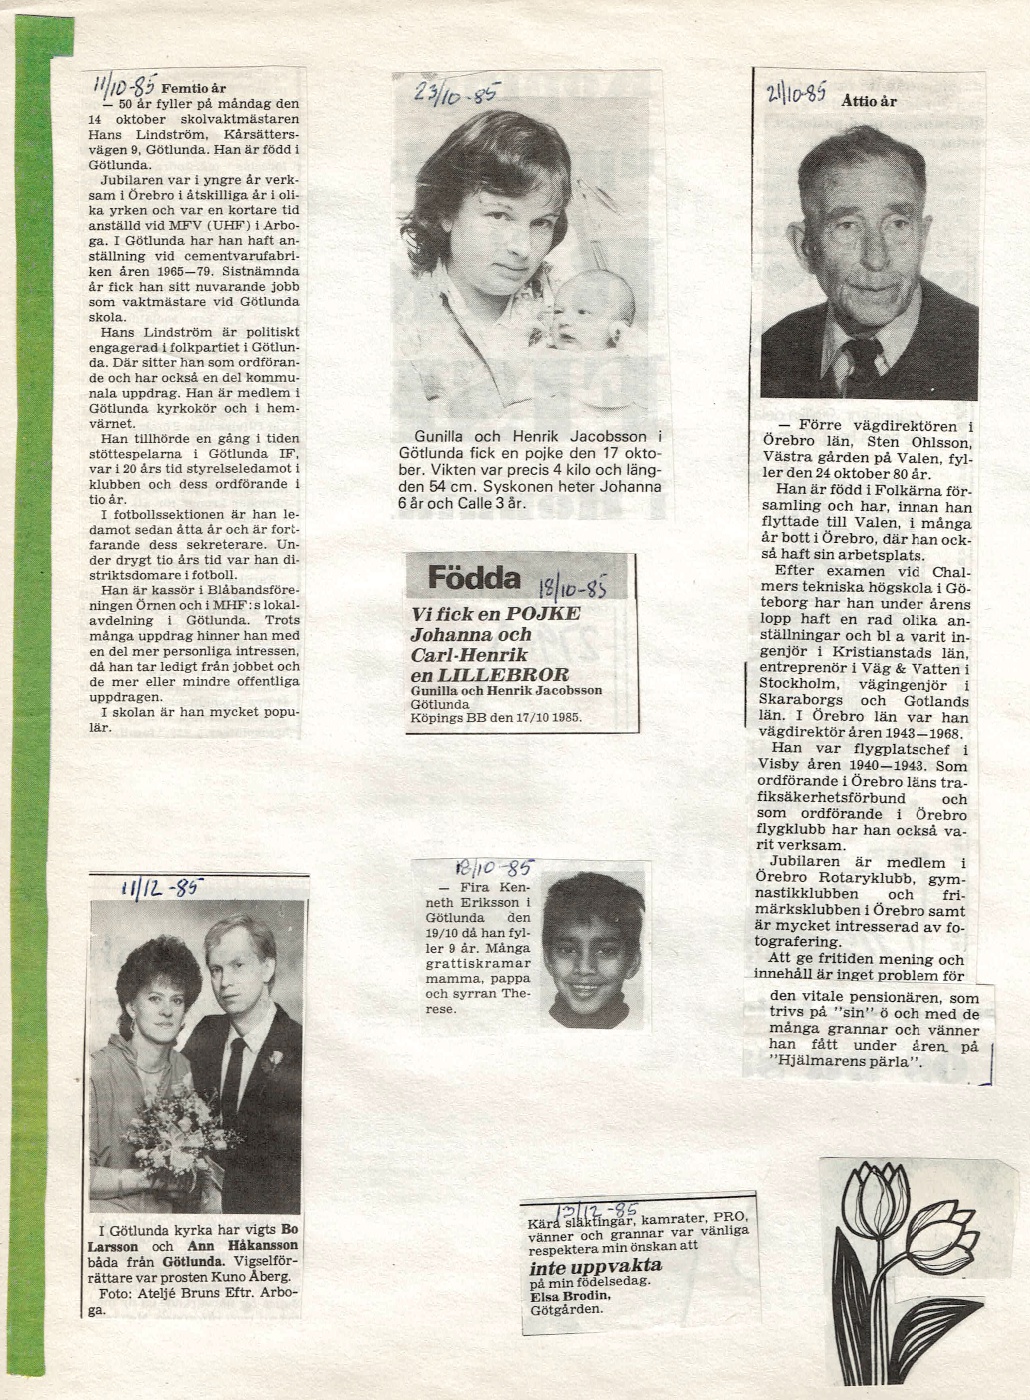 11/10-85 Femtio år
— 50 år fyller på måndag den
14 oktober skolvaktmästaren
Hans Lindström, Kårsätters-
vägen 9, Götlunda. Han är född i
Götlunda.
Jubilaren var i yngre år verk-
sam i Örebro i åtskilliga år i oli-
ka yrken och var en kortare tid
anställd vid MFV (UHF) i Arbo-
ga. I Götlunda har han haft an-
ställning vid cementvarufabri-
ken åren 1965—79. Sistnämnda
år fick han sitt nuvarande jobb
som vaktmästare vid Götlunda
skola.
Hans Lindström är politiskt
engagerad i folkpartiet i Götlun-
da. Där sitter han som ordföran-
de och har också en del kommu-
nala uppdrag. Han är medlem i
Götlunda kyrkokör och i hem-
värnet.
Han tillhörde en gång i tiden
stöttespelarna i Götlunda IF,
var i 20 års tid styrelseledamot i
klubben och dess ordförande i
tio år.
I fotbollssektionen är han le-
damot sedan åtta år och är fort-
farande dess sekreterare. Un-
der drygt tio års tid var han di-
striktsdomare i fotboll.
Han är kassör i Blåbandsföre-
ningen Örnen och i MHF:s lokal-
avdelning i Götlunda. Trots
många uppdrag hinner han med
en del mer personliga intressen,
då han tar ledigt från jobbet och
de mer eller mindre offentliga
uppdragen.
I skolan är han mycket popu-
lär.
11/12-85
I Götlunda kyrka har vigts Bo
Larsson och Ann Håkansson
båda från Götlunda. Vigselför-
rättare var prosten Kuno Åberg.
Foto: Ateljé Bruns Eftr. Arbo-
ga.
23/10-85
Gunilla och Henrik Jacobsson i
Götlunda fick en pojke den 17 okto-
ber. Vikten var precis 4 kilo och läng-
den 54 cm. Syskonen heter Johanna
6 år och Calle 3 år.
Födda 18/10-85
Vi fick en POJKE
Johanna och
Carl-Henrik
en LILLEBROR
Gunilla och Henrik Jacobsson
Götlunda
Köpings BB den 17/10 1985.
18/10-85
— Fira Ken-
neth Eriksson i
Götlunda den
19/10 då han fyl-
ler 9 år. Många
grattiskramar
mamma, pappa
och syrran The-
rese.
13/12-85
Kära släktingar, kamrater, PRO,
vänner och grannar var vänliga
respektera min önskan att
inte uppvakta
på min födelsedag.
Elsa Brodin,
Götgården.
21/10-85 Åttio år
— Förre vägdirektören i
Örebro län, Sten Ohlsson,
Västra gården på Valen, fyl-
ler den 24 oktober 80 år.
Han är född i Folkärna för-
samling och har, innan han
flyttade till Valen, i många
år bott i Örebro, där han ock-
så haft sin arbetsplats.
Efter examen vid Chal-
mers tekniska högskola i Gö-
teborg har han under årens
lopp haft en rad olika an-
ställningar och bl a varit in-
genjör i Kristianstads län,
entreprenör i Väg & Vatten i
Stockholm, vägingenjör i
Skaraborgs och Gotlands
län. I Örebro län var han
vägdirektör åren 1943—1968.
Han var flygplatschef i
Visby åren 1940—1943. Som
ordförande i Örebro läns tra-
fiksäkerhetsförbund och
som ordförande i Örebro
flygklubb har han också va-
rit verksam.
Jubilaren är medlem i
Örebro Rotaryklubb, gym-
nastikklubben och fri-
märksklubben i Örebro samt
är mycket intresserad av fo-
tografering.
Att ge fritiden mening och
innehåll är inget problem för
den vitale pensionären, som
trivs på "sin" ö och med de
många grannar och vänner
han fått under åren på
"Hjälmarens pärla".